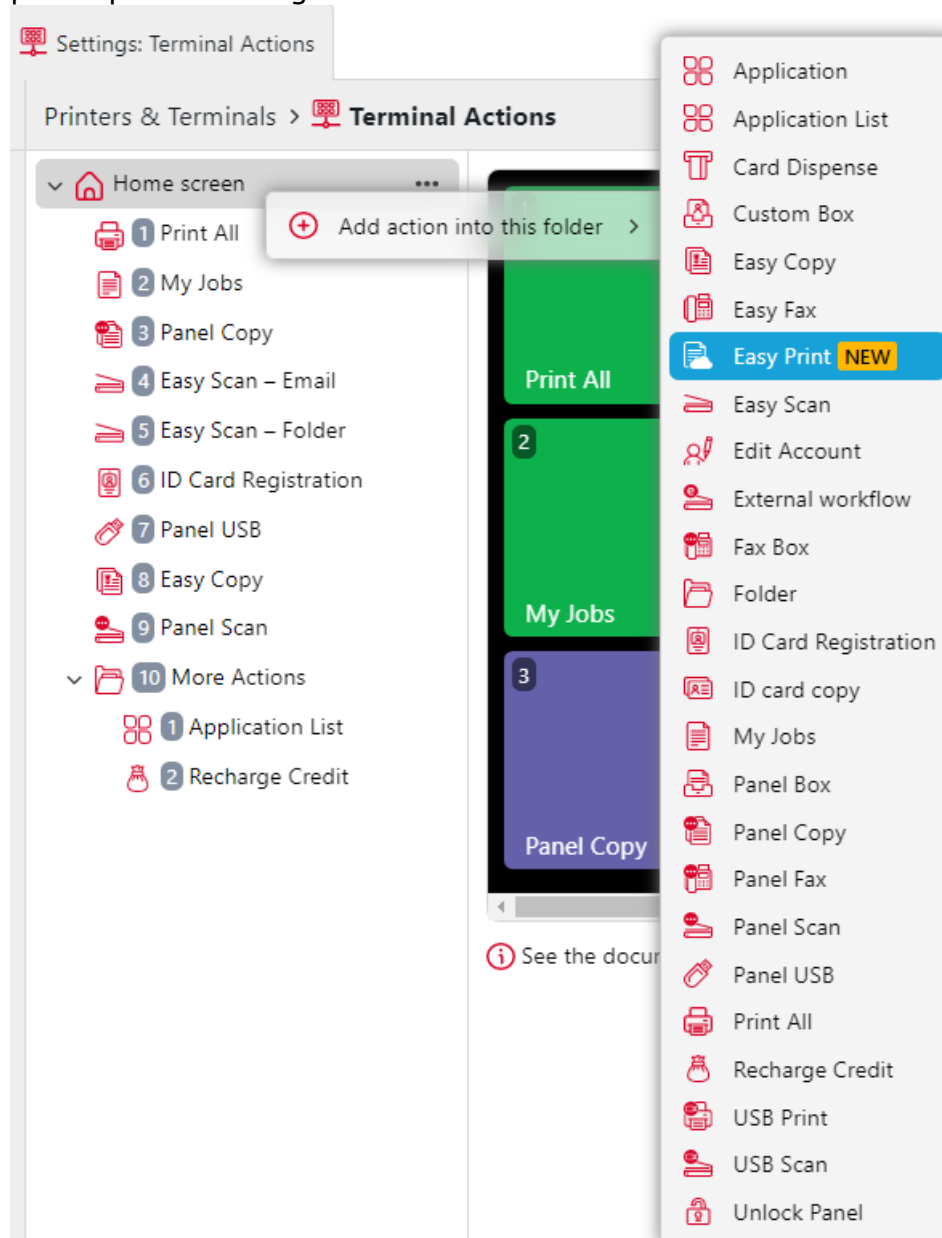 Settings: Terminal Actions
Printers & Terminals > Terminal Actions
Home screen
1 Print All
2 My Jobs
3 Panel Copy
4 Easy Scan – Email
5 Easy Scan – Folder
6 ID Card Registration
7 Panel USB
8 Easy Copy
9 Panel Scan
10 More Actions
1 Application List
2 Recharge Credit
Add action into this folder
Print All
2
My Jobs
3
Panel Copy
See the
Application
Application List
Card Dispense
Custom Box
Easy Copy
Easy Fax
Easy Print NEW
Easy Scan
Edit Account
External workflow
Fax Box
Folder
ID Card Registration
ID card copy
My Jobs
Panel Box
Panel Copy
Panel Fax
Panel Scan
Panel USB
Print All
Recharge Credit
USB Print
USB Scan
Unlock Panel